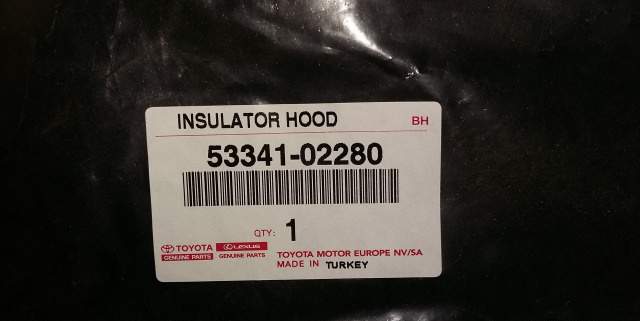 INSULATOR HOOD BH
53341-02280
QTY: 1
TOYOTA LEXUS
GENUINE PARTS GENUINE PARTS
TOYOTA MOTOR EUROPE NV/SA
MADE IN TURKEY